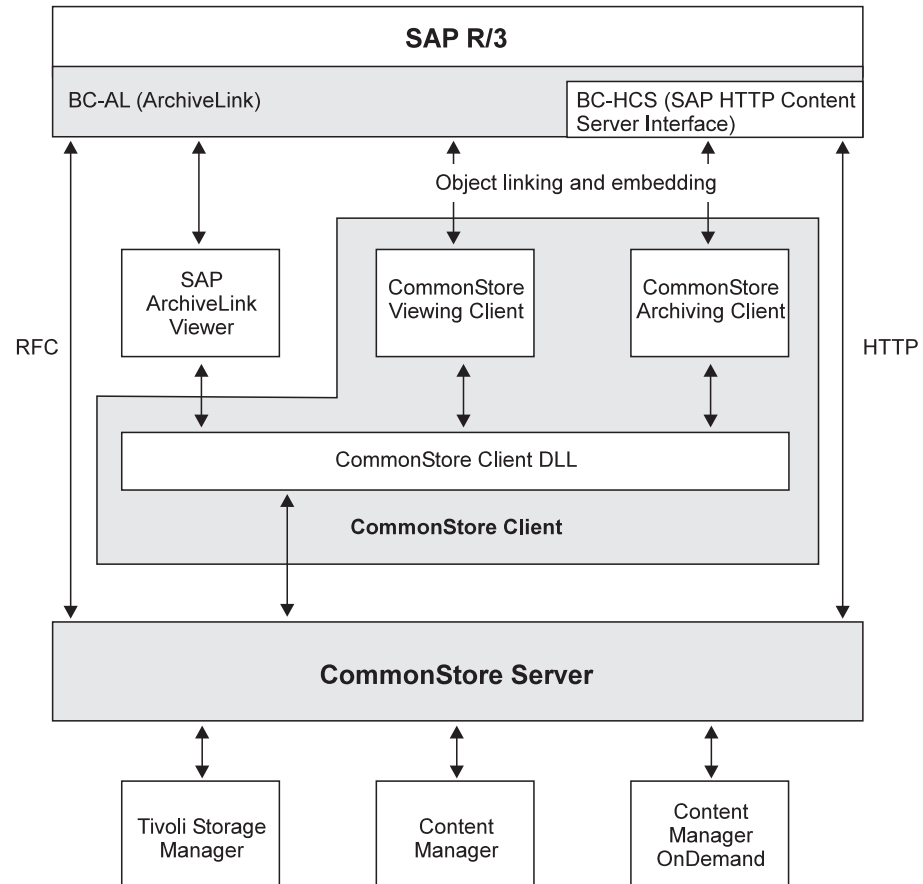 SAP R/3
BC-AL (ArchiveLink)
BC-HCS (SAP HTTP Content
Server Interface)
Object linking and embedding
SAP
ArchiveLink
Viewer
CommonStore
Viewing Client
CommonStore
Archiving Client
RFC
HTTP
CommonStore Client DLL
CommonStore Client
CommonStore Server
Tivoli Storage
Manager
Content
Manager
Content
Manager
OnDemand